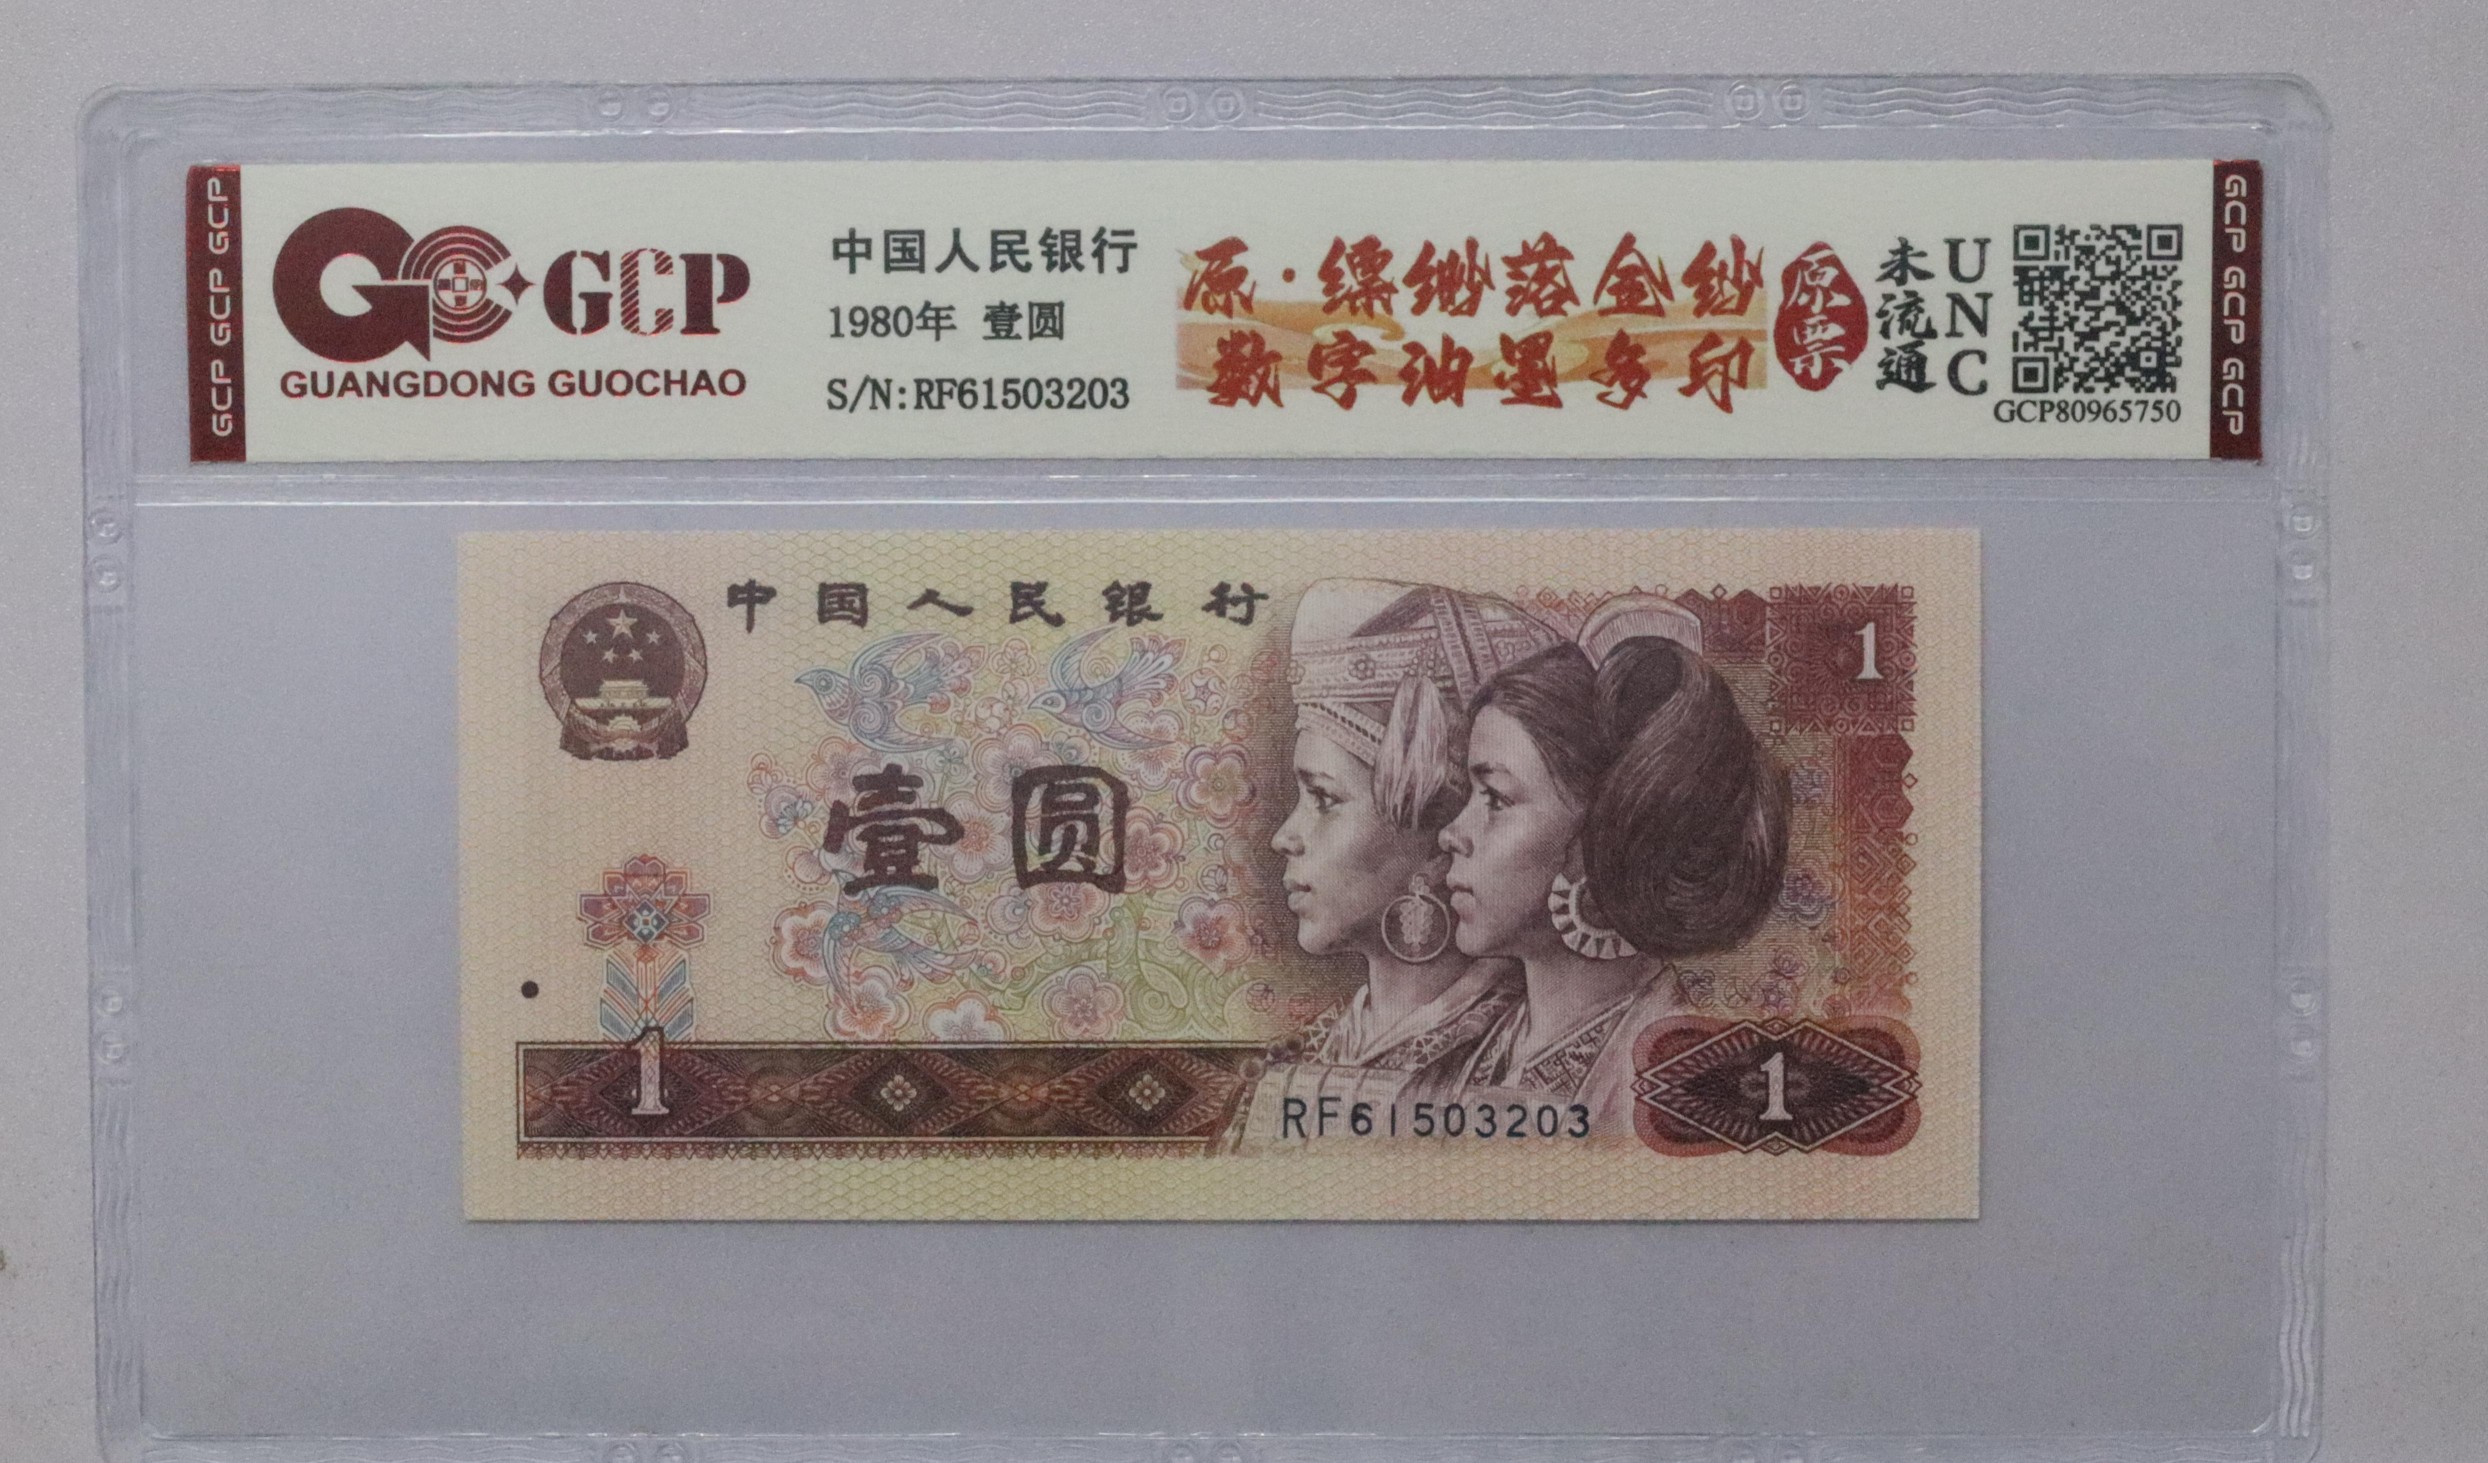 GCP GCP GCP
GCP
GUANGDONG GUOCHAO
中国人民银行
1980年 壹圆
S/N:RF61503203
原·缥缈落金纱
数字油墨多印
原票
未流通
UNC
GCP80965750
GCP GCP GCP
中国人民银行
1
壹圆
1
RF61503203
1